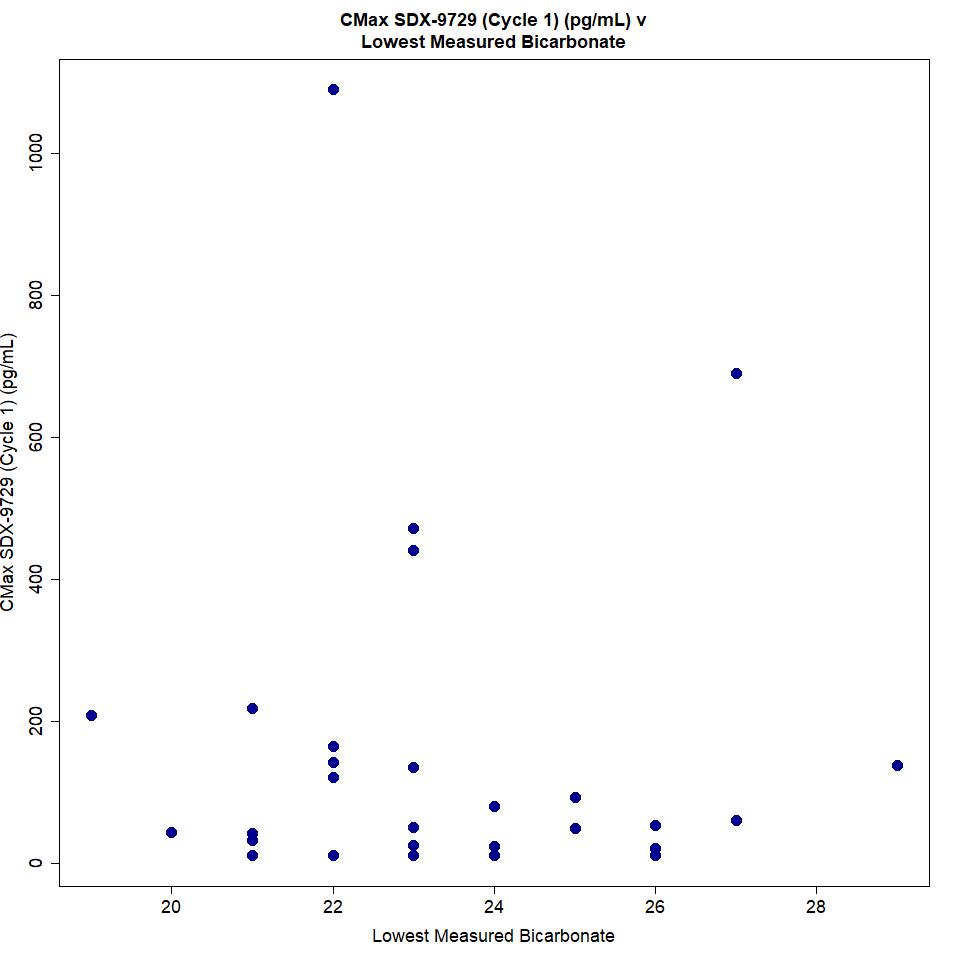 CMax SDX-9729 (Cycle 1) (pg/mL) v
Lowest Measured Bicarbonate
CMax SDX-9729 (Cycle 1) (pg/mL)
1000
800
600
400
200
0
20 22 24 26 28
Lowest Measured Bicarbonate